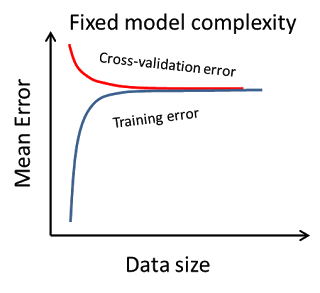 Fixed model complexity
Cross-validation error
Training error
Mean Error
Data size